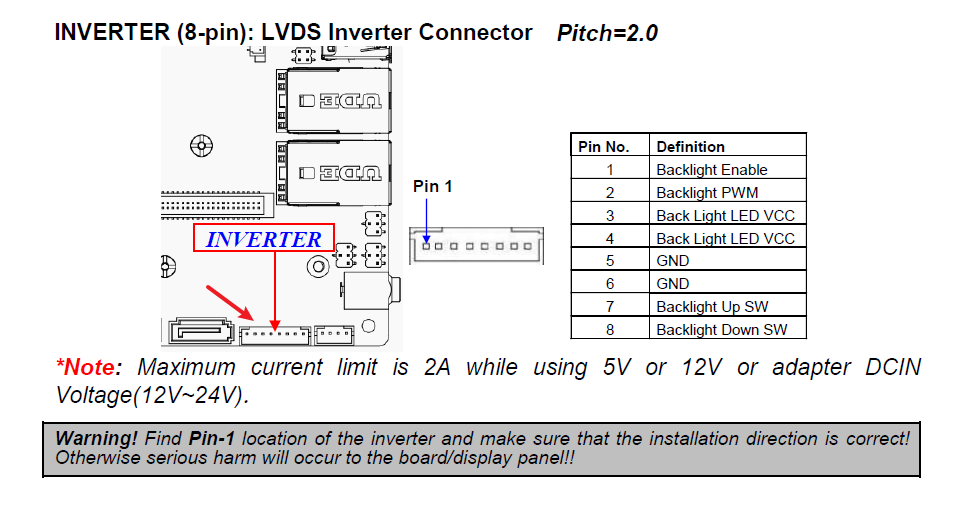 INVERTER (8-pin): LVDS Inverter Connector Pitch=2.0
UDE
UDE
Pin 1
INVERTER
Pin No. Definition
1 Backlight Enable
2 Backlight PWM
3 Back Light LED VCC
4 Back Light LED VCC
5 GND
6 GND
7 Backlight Up SW
8 Backlight Down SW
*Note: Maximum current limit is 2A while using 5V or 12V or adapter DCIN
Voltage(12V~24V).
Warning! Find Pin-1 location of the inverter and make sure that the installation direction is correct!
Otherwise serious harm will occur to the board/display panel!!